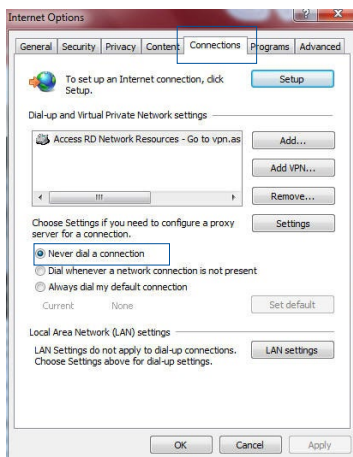 Internet Options
General Security Privacy Content Connections Programs Advanced
To set up an Internet connection, click
Setup.
Setup
Dial-up and Virtual Private Network settings
Access RD Network Resources - Go to vpn.as
Add...
Add VPN...
Remove...
Choose Settings if you need to configure a proxy
server for a connection.
Settings
Never dial a connection
Dial whenever a network connection is not present
Always dial my default connection
Current None
Set default
Local Area Network (LAN) settings
LAN Settings do not apply to dial-up connections.
Choose Settings above for dial-up settings.
LAN settings
OK Cancel Apply